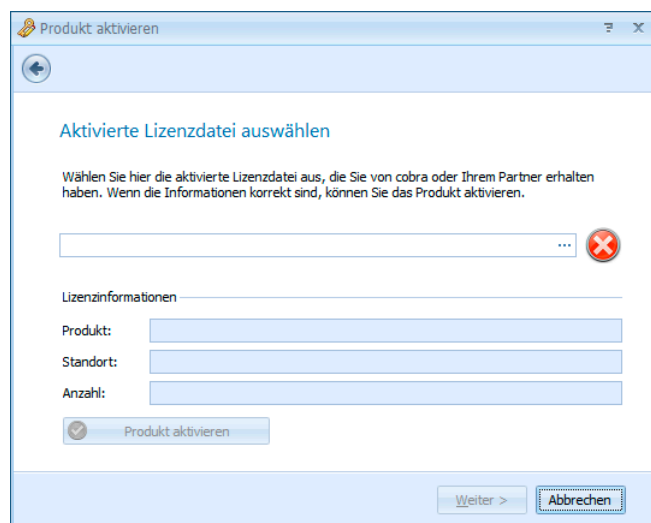 Produkt aktivieren
Aktivierte Lizenzdatei auswählen
Wählen Sie hier die aktivierte Lizenzdatei aus, die Sie von cobra oder Ihrem Partner erhalten
haben. Wenn die Informationen korrekt sind, können Sie das Produkt aktivieren.
...
Lizenzinformationen
Produkt:
Standort:
Anzahl:
Produkt aktivieren
Weiter > Abbrechen